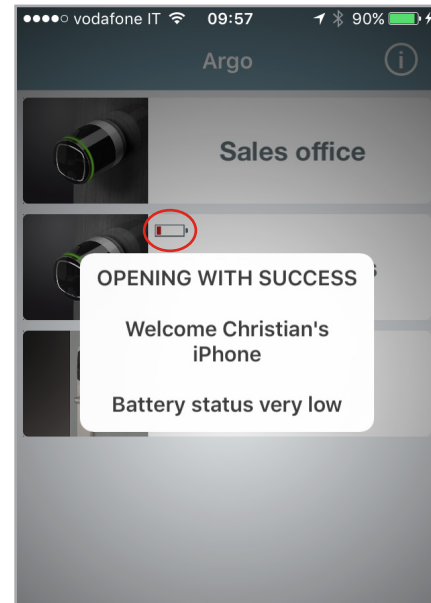 vodafone IT 09:57 90%
Argo
Sales office
OPENING WITH SUCCESS
Welcome Christian's
iPhone
Battery status very low